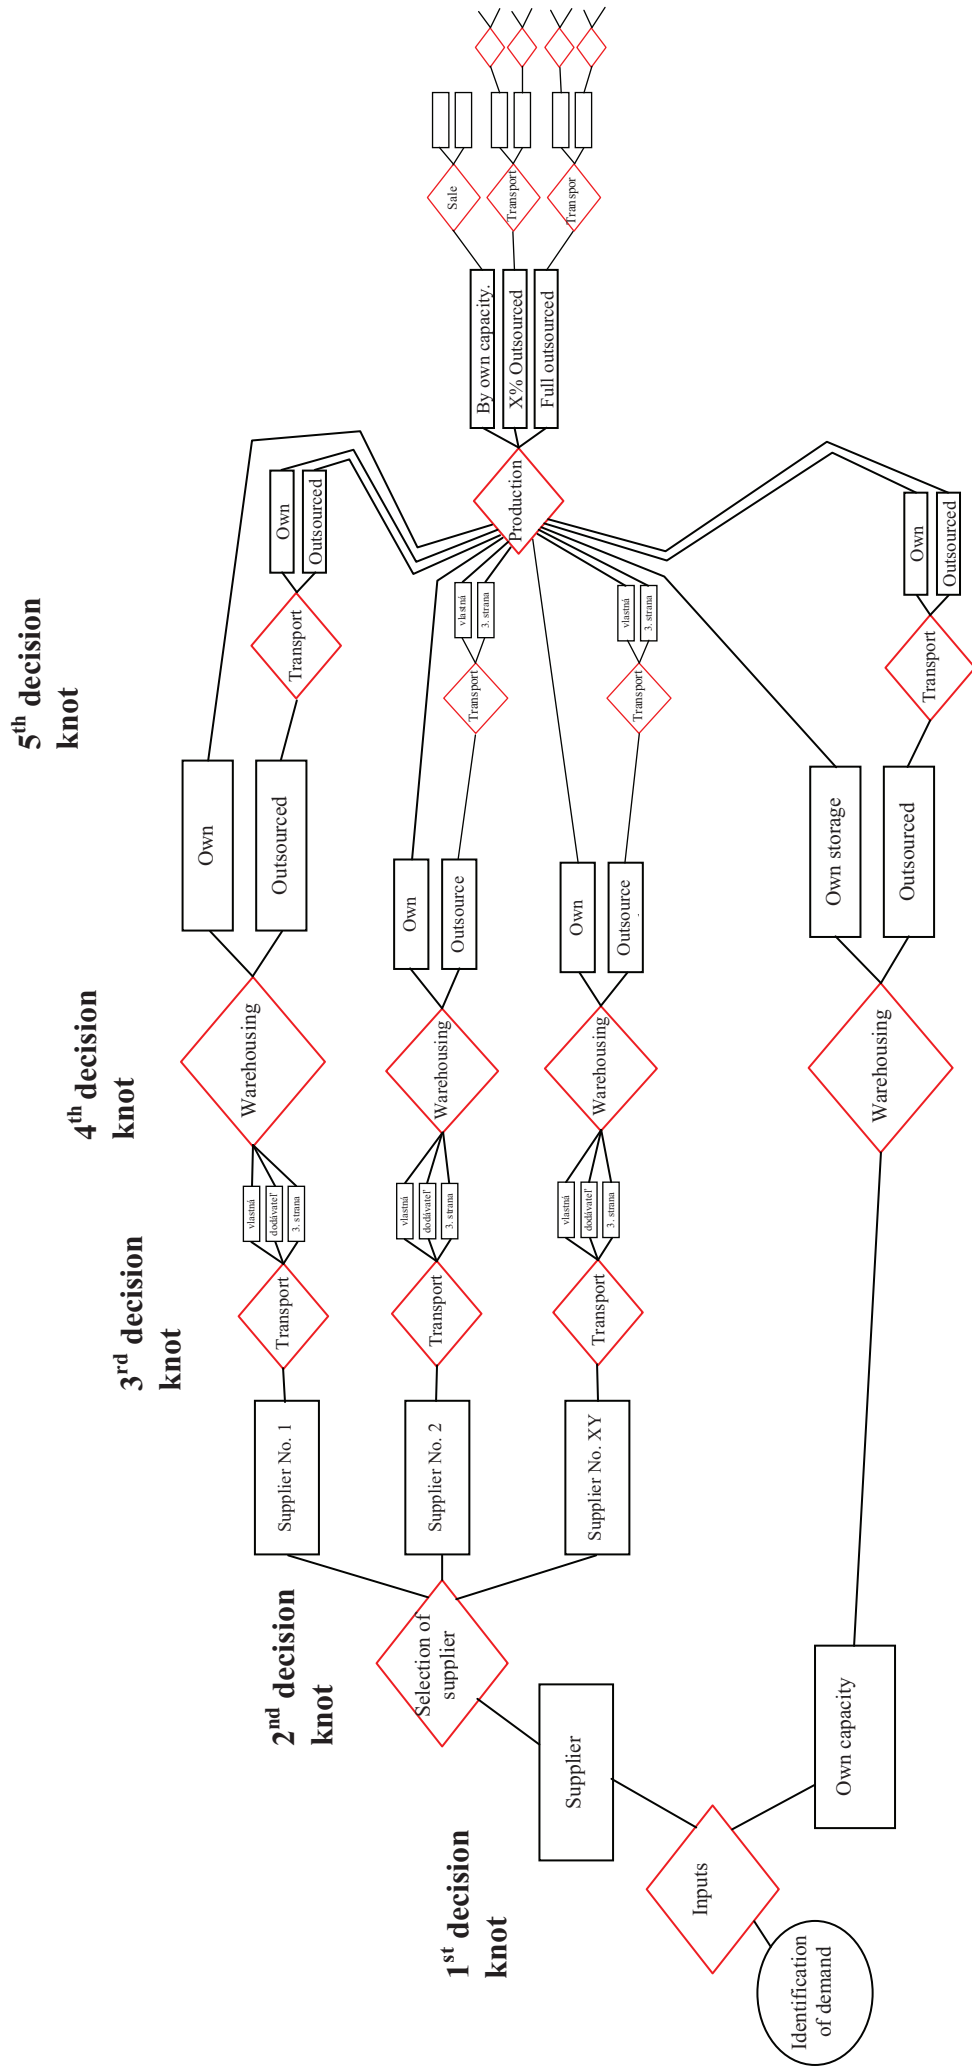 1st decision
knot
2nd decision
knot
3rd decision
knot
4th decision
knot
5th decision
knot
Identification
of demand
Inputs
Supplier
Own capacity
Selection of
supplier
Supplier No. 1
Supplier No. 2
Supplier No. XY
Transport
vlastná
dodávateľ
3. strana
Warehousing
Own
Outsourced
Transport
Own
Outsourced
Transport
vlastná
dodávateľ
3. strana
Warehousing
Own
Outsource
Transport
vlastná
3. strana
Transport
vlastná
dodávateľ
3. strana
Warehousing
Own
Outsource
Transport
vlastná
3. strana
Warehousing
Own storage
Outsourced
Transport
Own
Outsourced
Production
By own capacity.
X% Outsourced
Full outsourced
Sale
Transport
Transpor